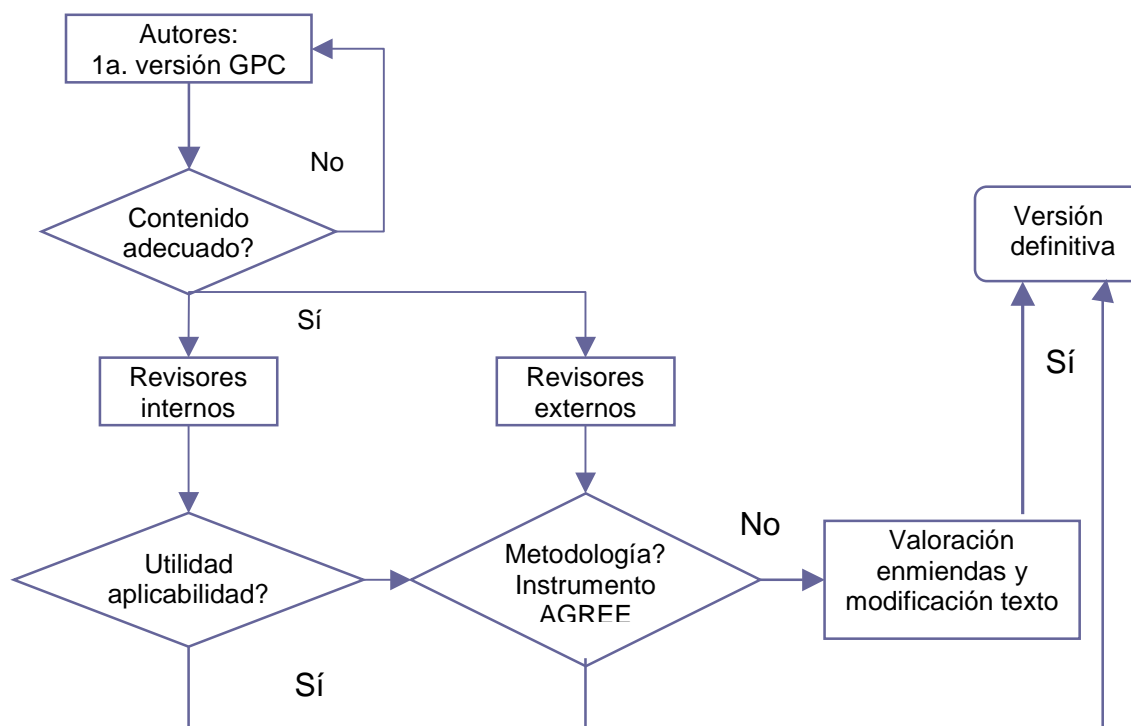 Autores:
1a. versión GPC
No
Contenido
adecuado?
Versión
definitiva
Sí
Sí
Revisores
internos
Revisores
externos
No
Utilidad
aplicabilidad?
Metodología?
Instrumento
AGREE
Valoración
enmiendas y
modificación texto
Sí